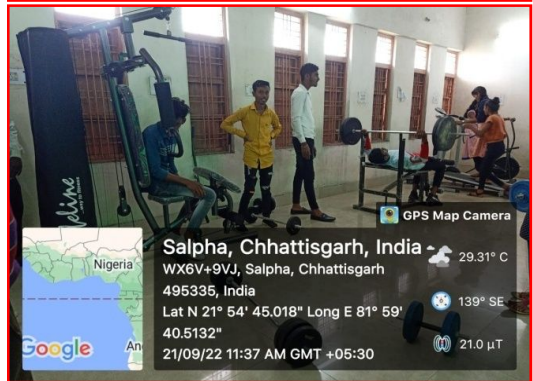 eline
GPS Map Camera
Nigeria
An
Google
Salpha, Chhattisgarh, India
WX6V+9VJ, Salpha, Chhattisgarh
495335, India
Lat N 21° 54' 45.018" Long E 81° 59'
40.5132"
21/09/22 11:37 AM GMT +05:30
29.31° C
139° SE
21.0 µT